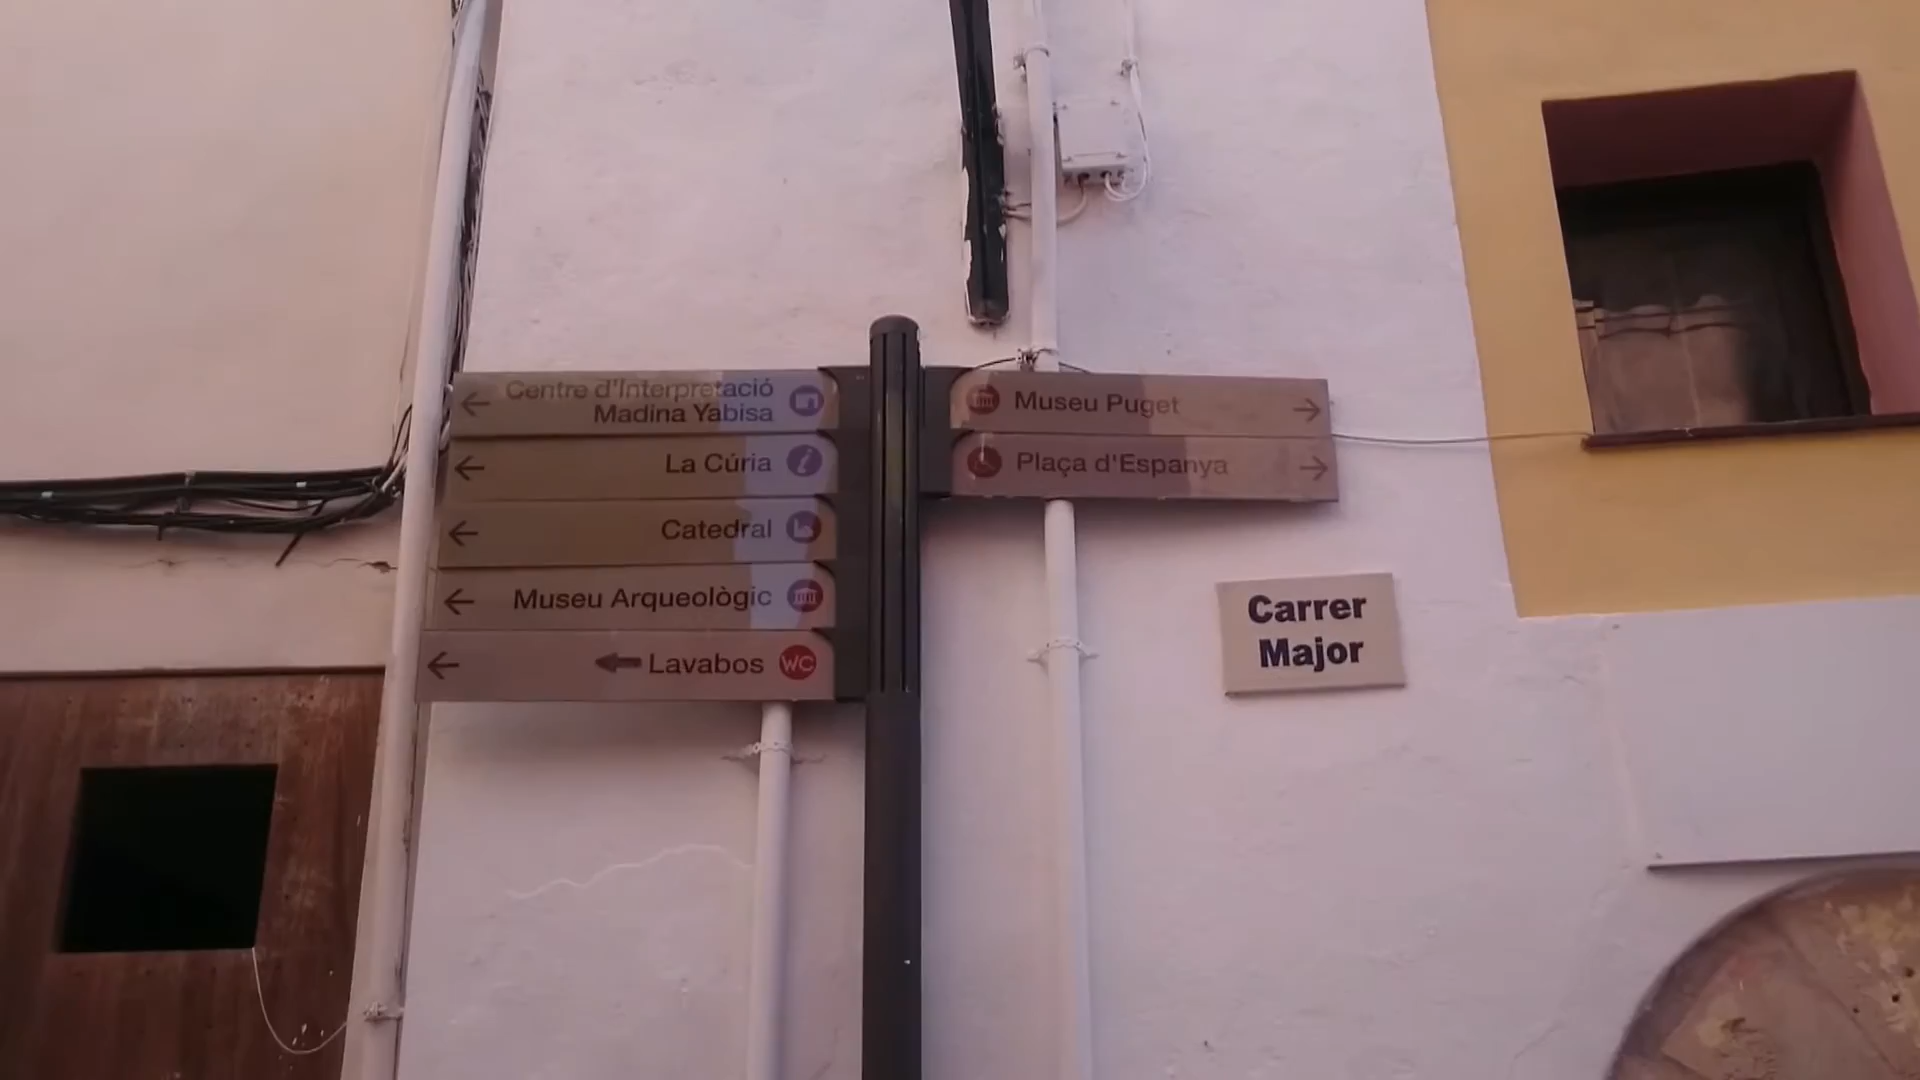 Centre d'Interpretació
Madina Yabisa
La Cúria
i
Catedral
Museu Arqueològic
Lavabos WC
Museu Puget
Plaça d'Espanya
Carrer
Major